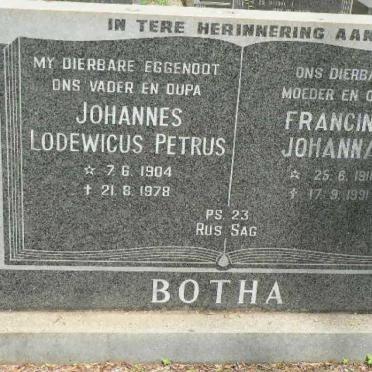 IN TERE HERINNERING AAN
MY DIERBARE EGGENOOT
ONS VADER EN OUPA
JOHANNES
LODEWICUS PETRUS
☆ 7.6.1904
✝ 21.8.1978
ONS DIERBA
MOEDER EN O
FRANCIN
JOHANNA
☆ 25.6.191
✝ 17.9.1991
PS. 23
RUS SAG
BOTHA